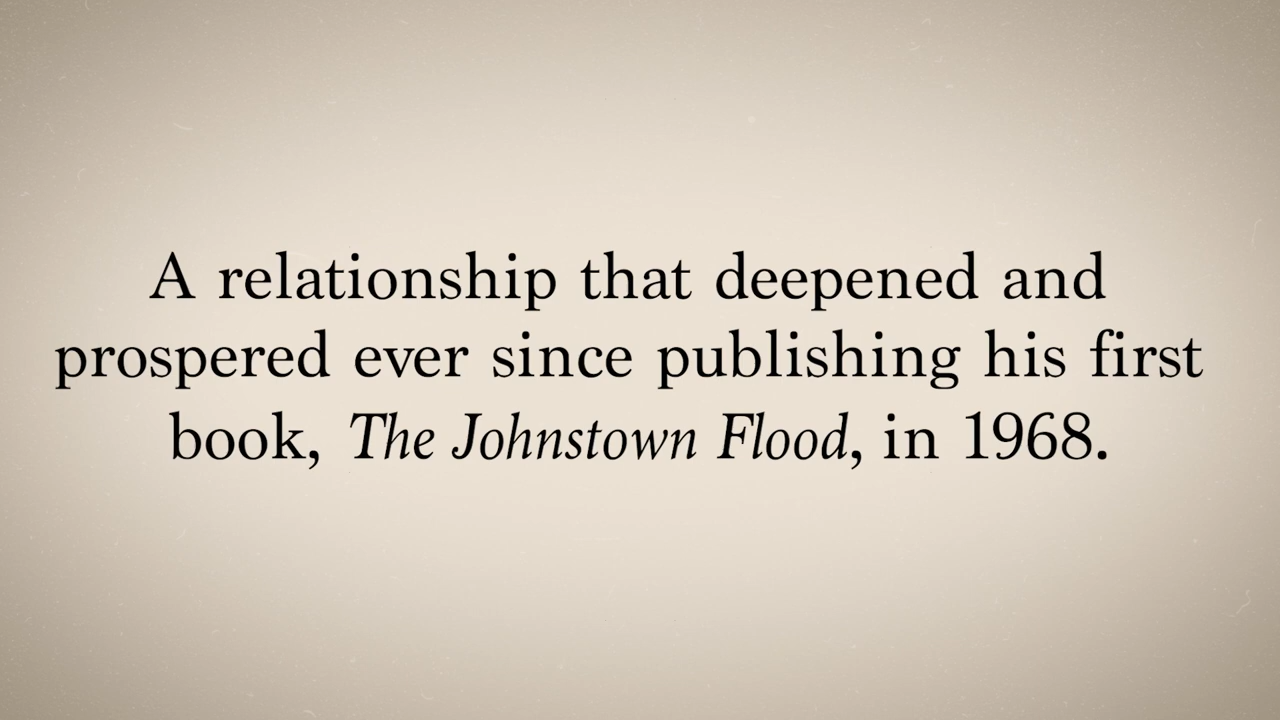 A relationship that deepened and
prospered ever since publishing his first
book, The Johnstown Flood, in 1968.